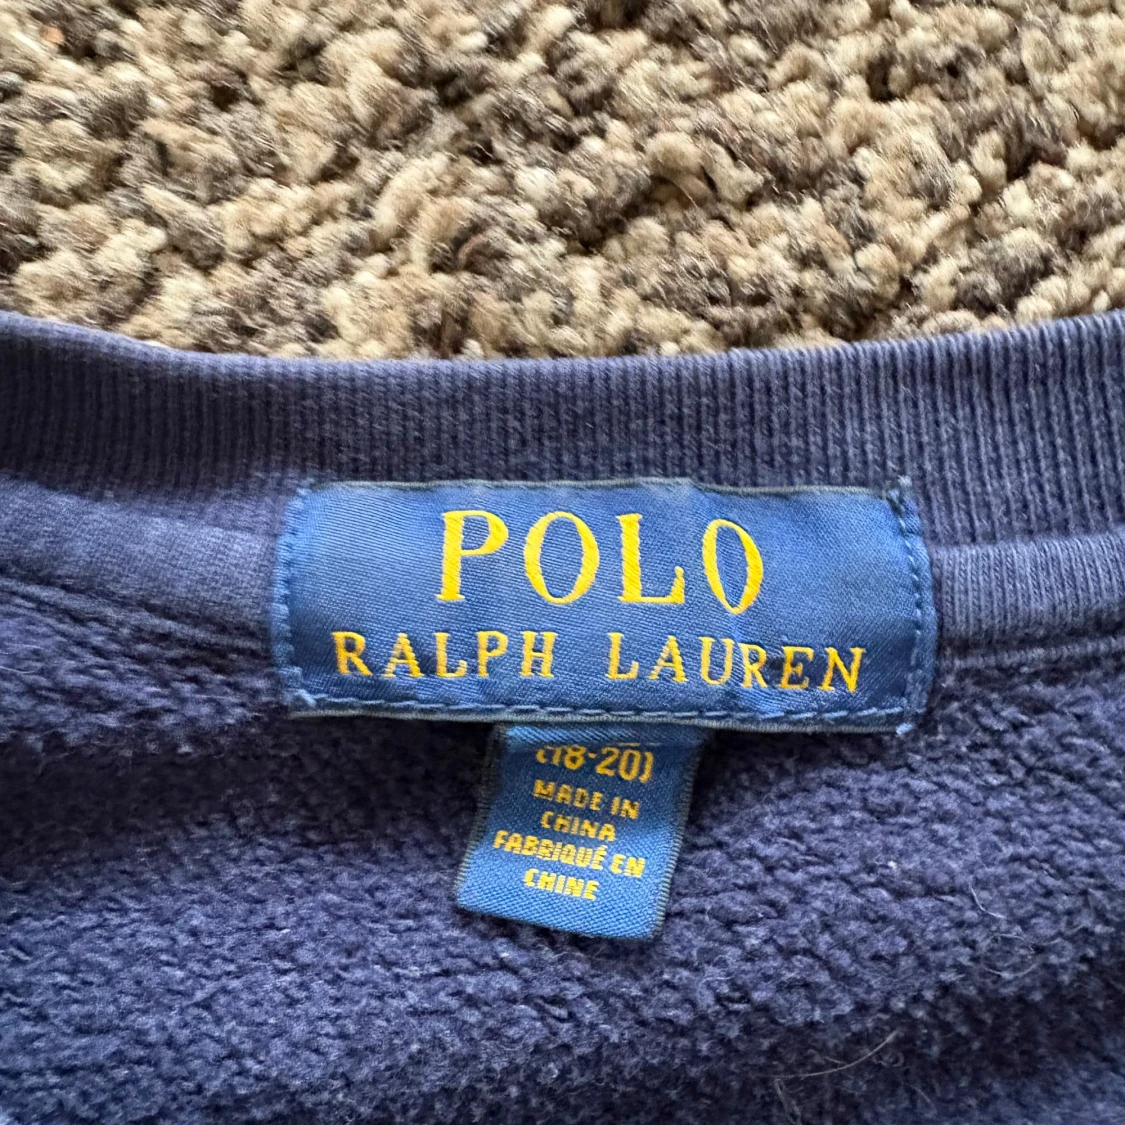 POLO
RALPH LAUREN
(18-20)
MADE IN
CHINA
FABRIQUÉ EN
CHINE